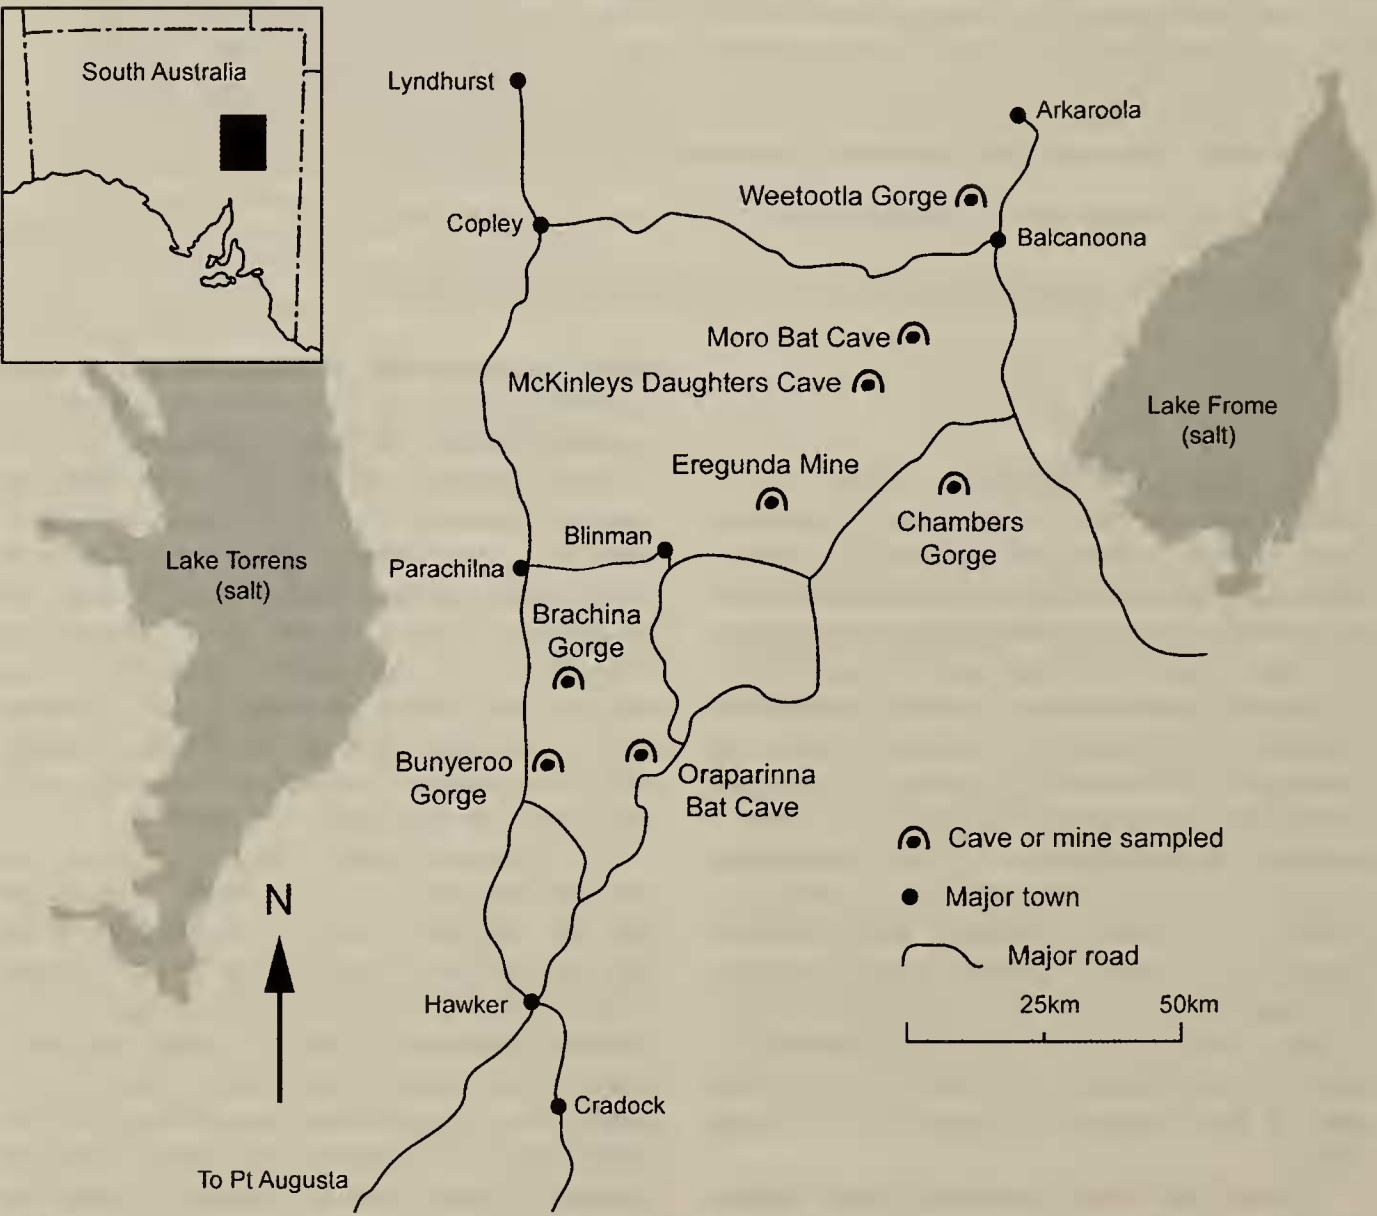 South Australia
Lyndhurst
Arkaroola
Weetootla Gorge
Copley
Balcanoona
Moro Bat Cave
McKinleys Daughters Cave
Lake Frome
(salt)
Eregunda Mine
Chambers
Gorge
Blinman
Lake Torrens
(salt)
Parachilna
Brachina
Gorge
Bunyeroo
Gorge
Oraparinna
Bat Cave
Cave or mine sampled
N
Major town
Major road
Hawker
25km 50km
Cradock
To Pt Augusta